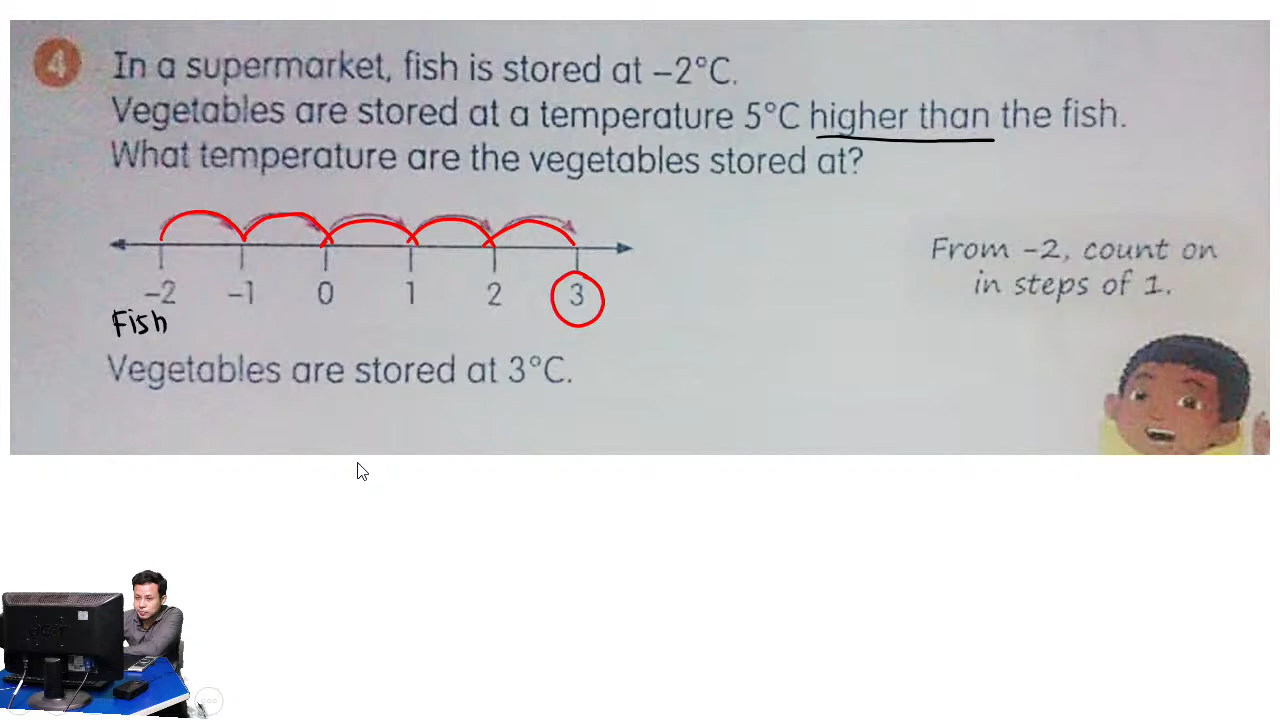 4 In a supermarket, fish is stored at –2°C.
Vegetables are stored at a temperature 5°C higher than the fish.
What temperature are the vegetables stored at?
From –2, count on
in steps of 1.
–2 –1 0 1 2 3
Fish
Vegetables are stored at 3°C.
acer